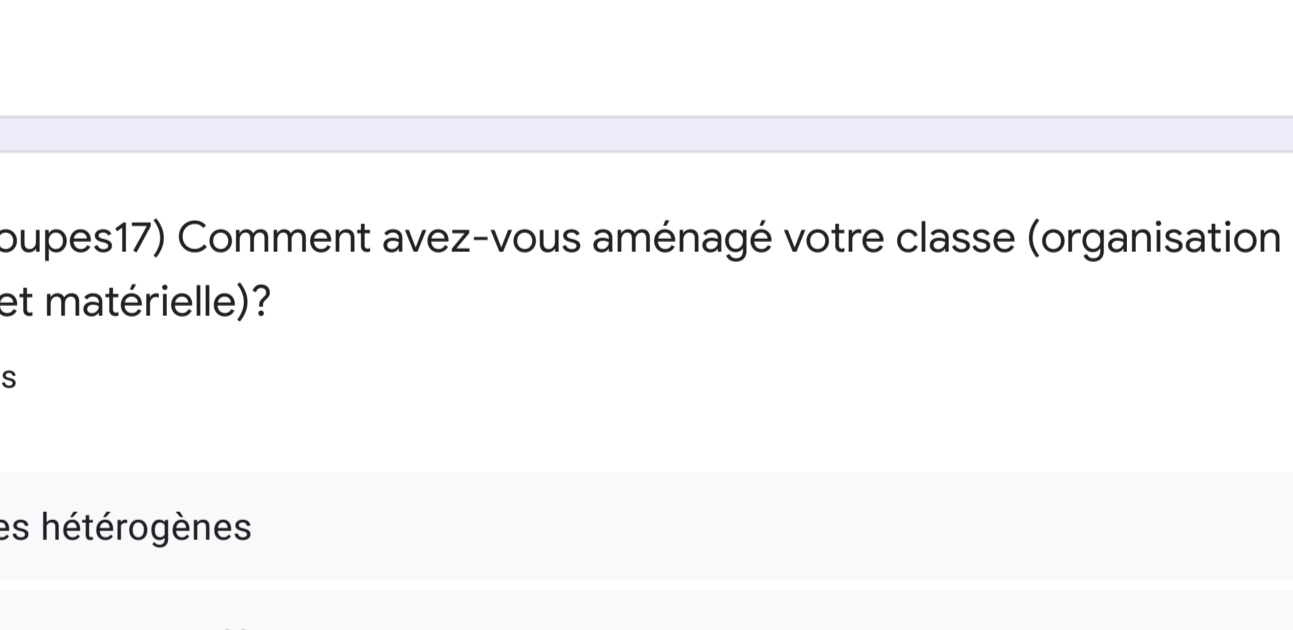 oupes17) Comment avez-vous aménagé votre classe (organisation
et matérielle)?
s
es hétérogènes